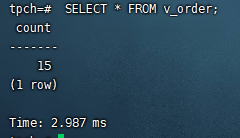 tpch=#  SELECT * FROM v_order;
 count
-------
    15
(1 row)
Time: 2.987 ms